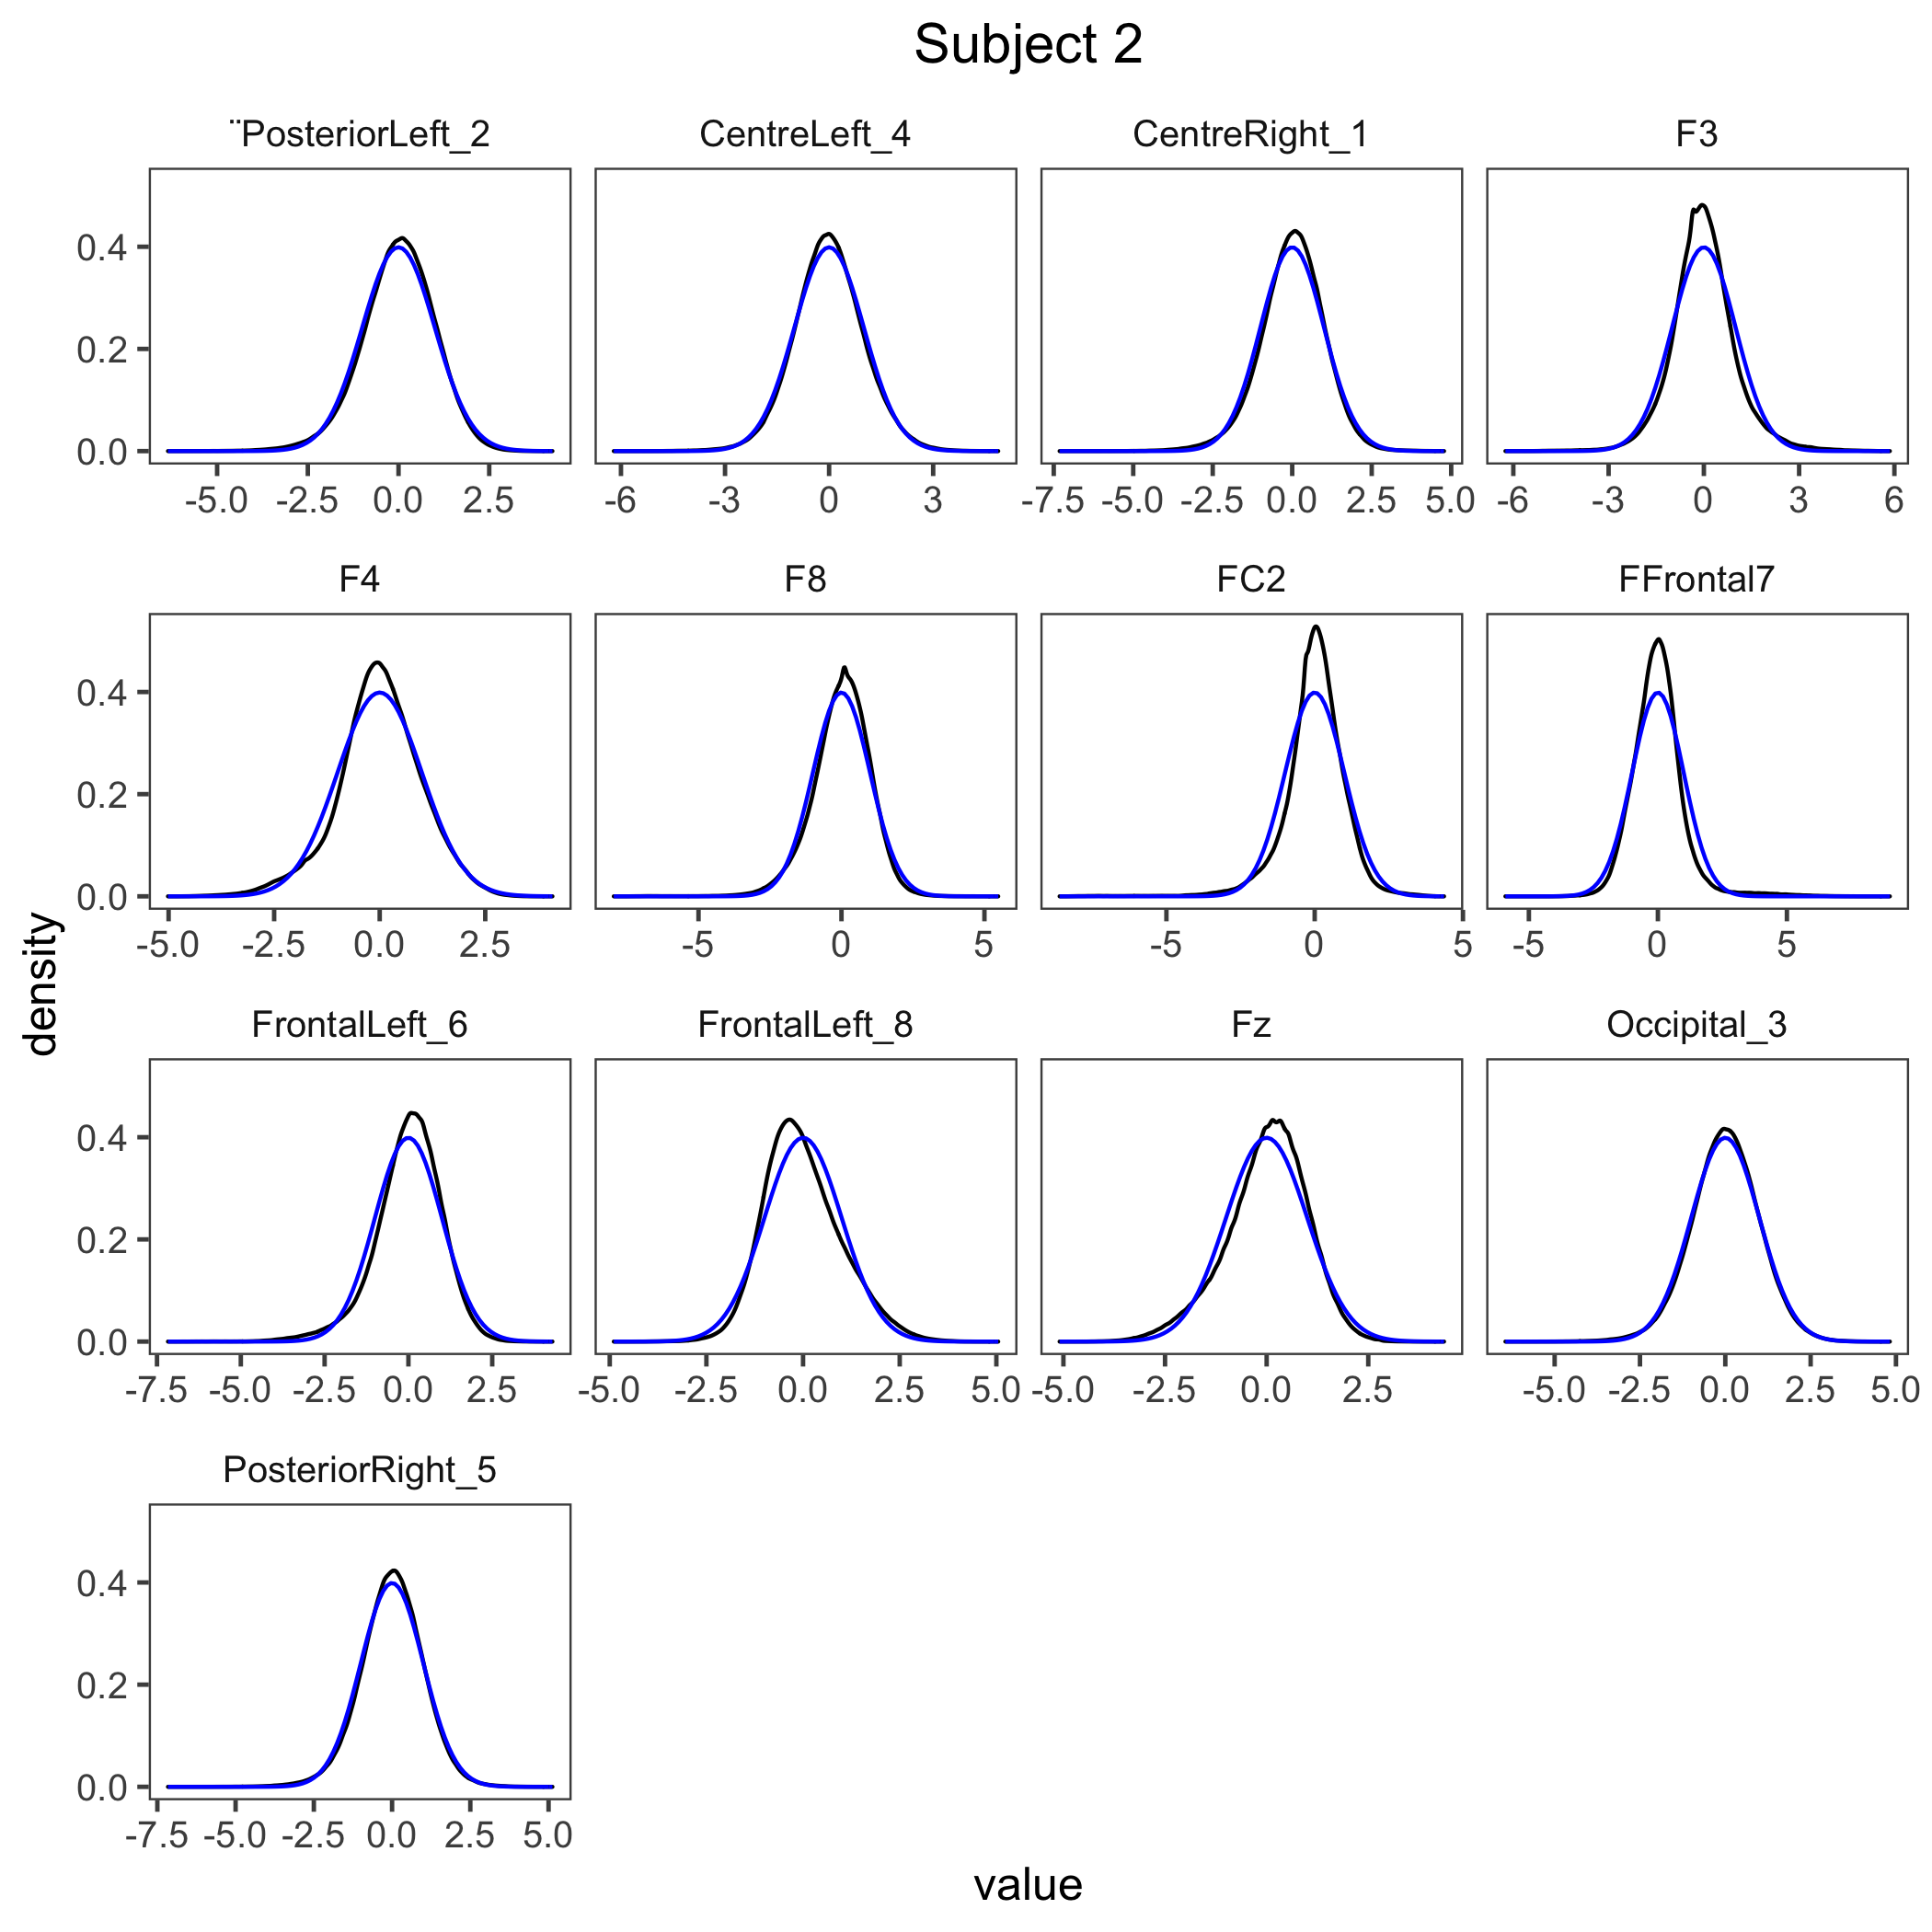 Subject 2
¨PosteriorLeft_2 CentreLeft_4 CentreRight_1 F3
0.4
0.2
0.0
-5.0 -2.5 0.0 2.5 -6 -3 0 3 -7.5 -5.0 -2.5 0.0 2.5 5.0 -6 -3 0 3 6
F4 F8 FC2 FFrontal7
0.4
0.2
0.0
-5.0 -2.5 0.0 2.5 -5 0 5 -5 0 5 -5 0 5
density
FrontalLeft_6 FrontalLeft_8 Fz Occipital_3
0.4
0.2
0.0
-7.5 -5.0 -2.5 0.0 2.5 -5.0 -2.5 0.0 2.5 5.0 -5.0 -2.5 0.0 2.5 -5.0 -2.5 0.0 2.5 5.0
PosteriorRight_5
0.4
0.2
0.0
-7.5 -5.0 -2.5 0.0 2.5 5.0
value